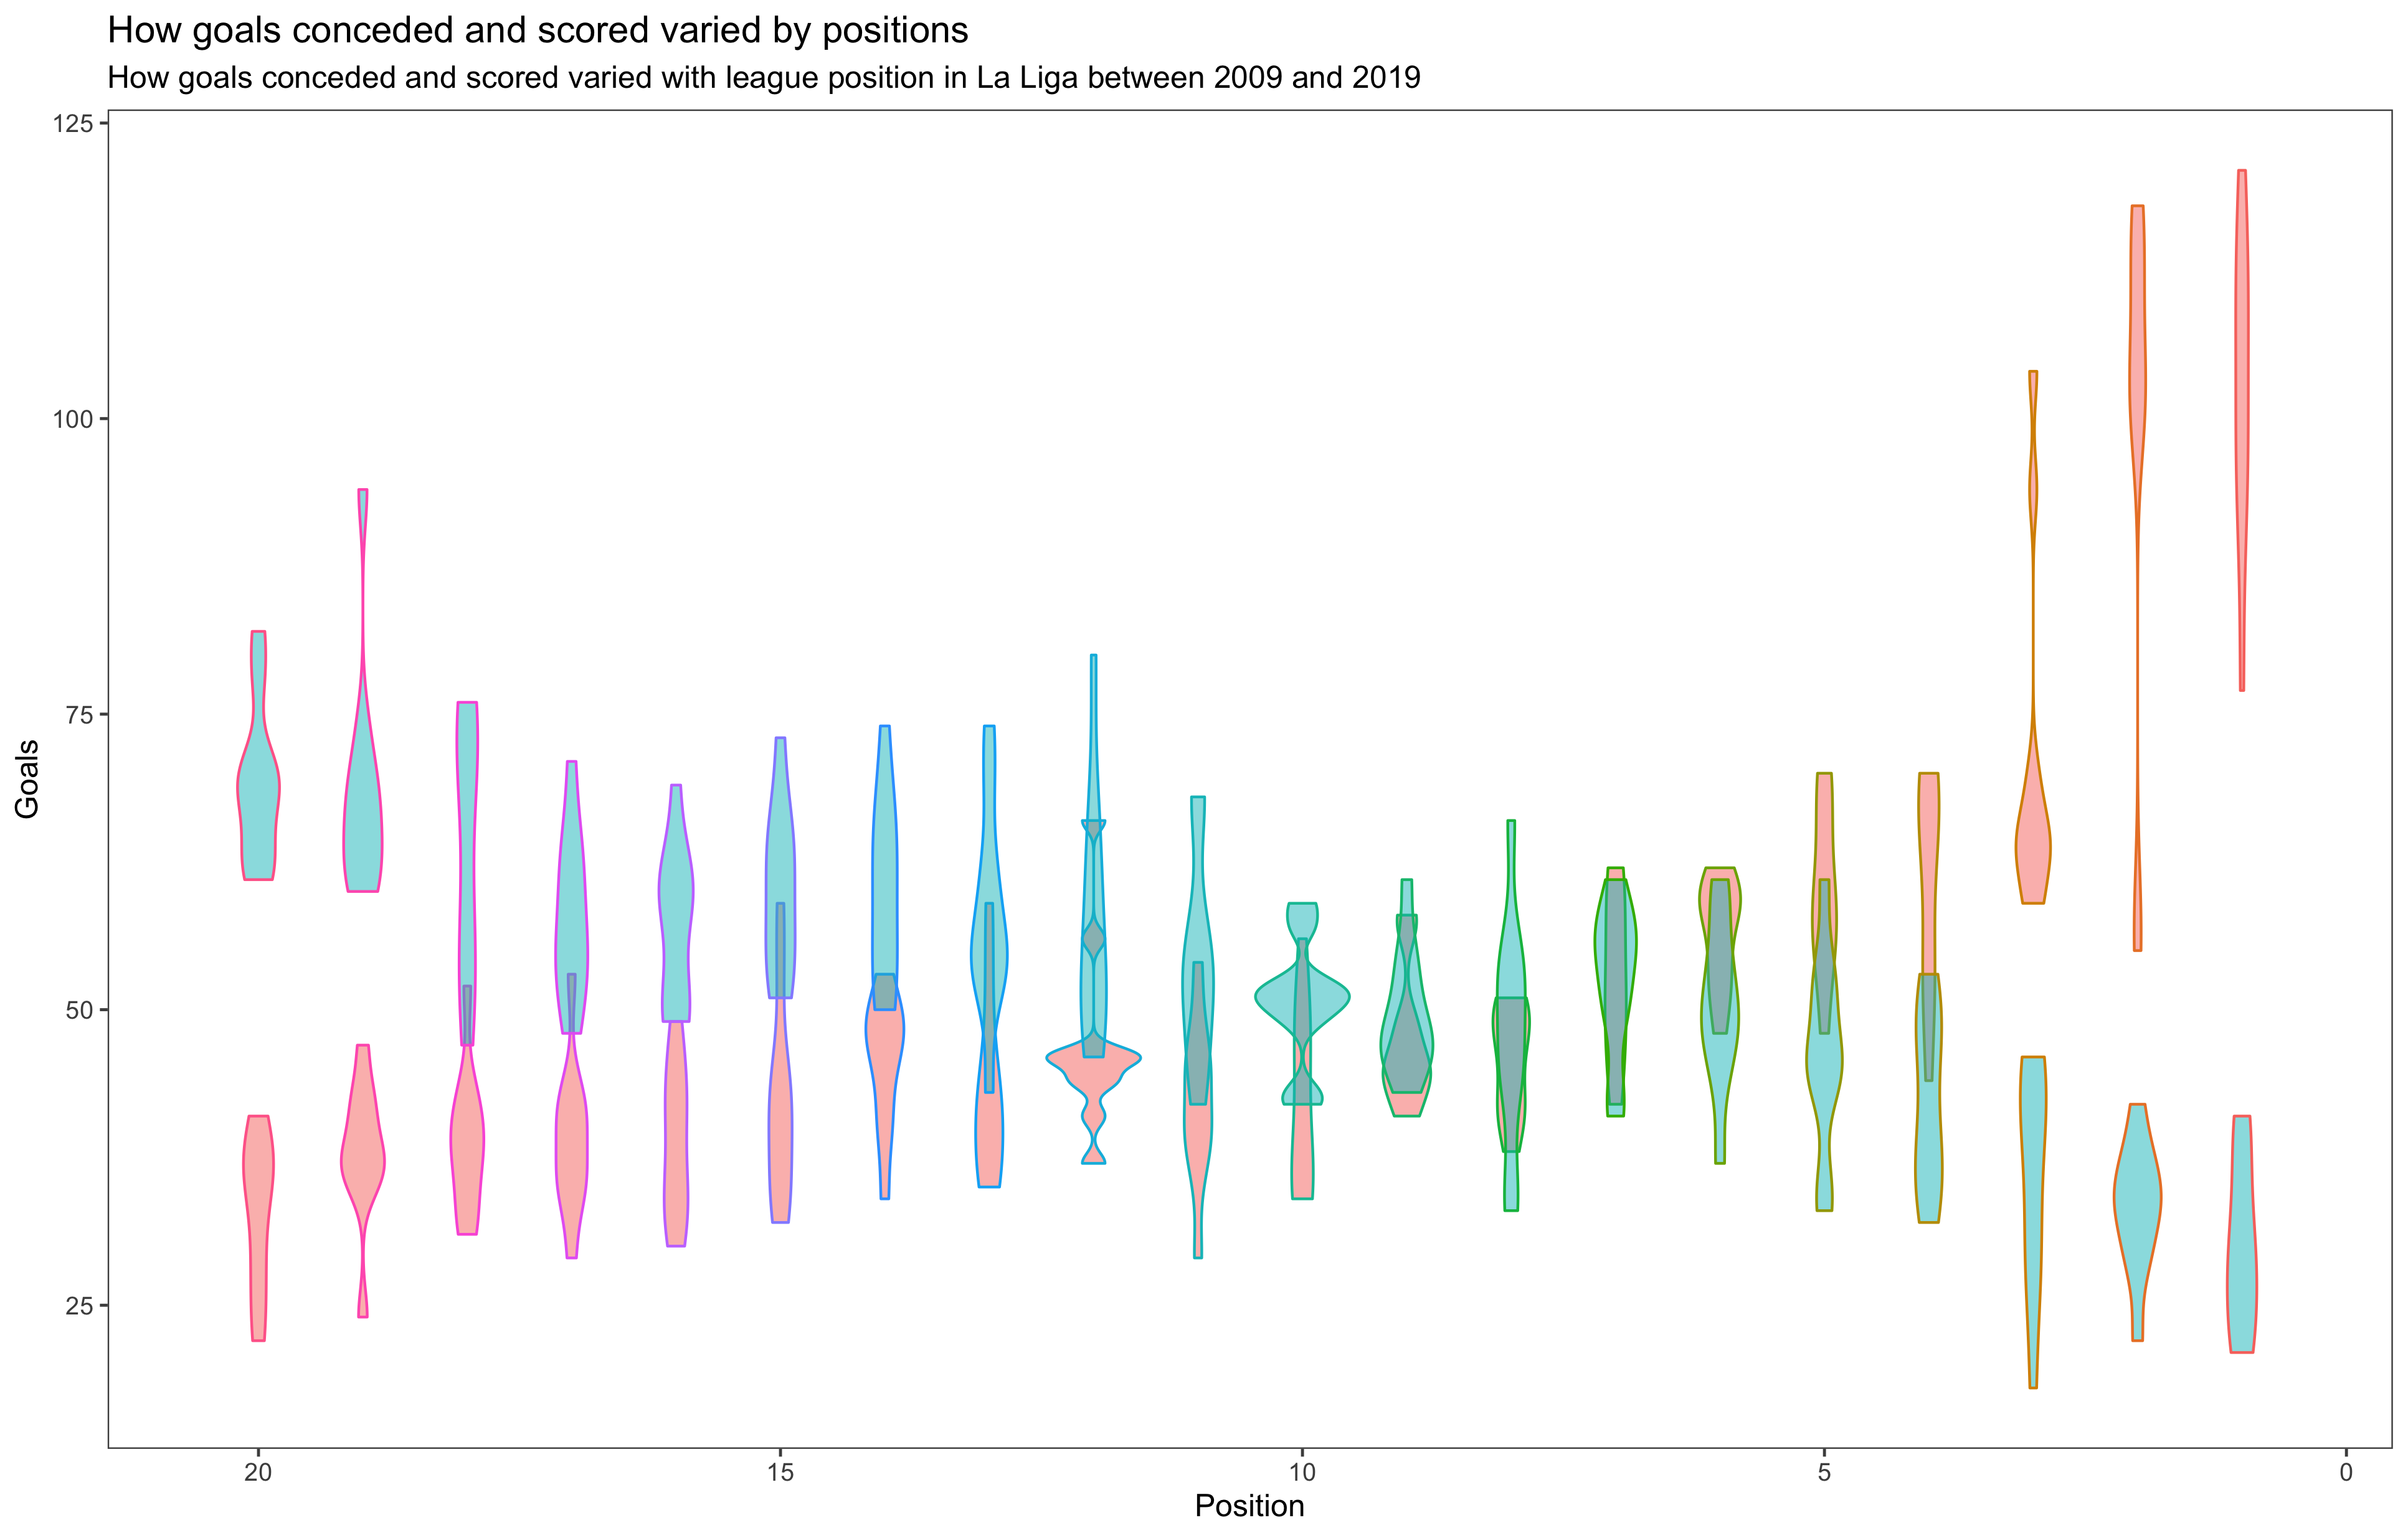 How goals conceded and scored varied by positions
How goals conceded and scored varied with league position in La Liga between 2009 and 2019
125
100
75
50
25
Goals
20 15 10 5 0
Position